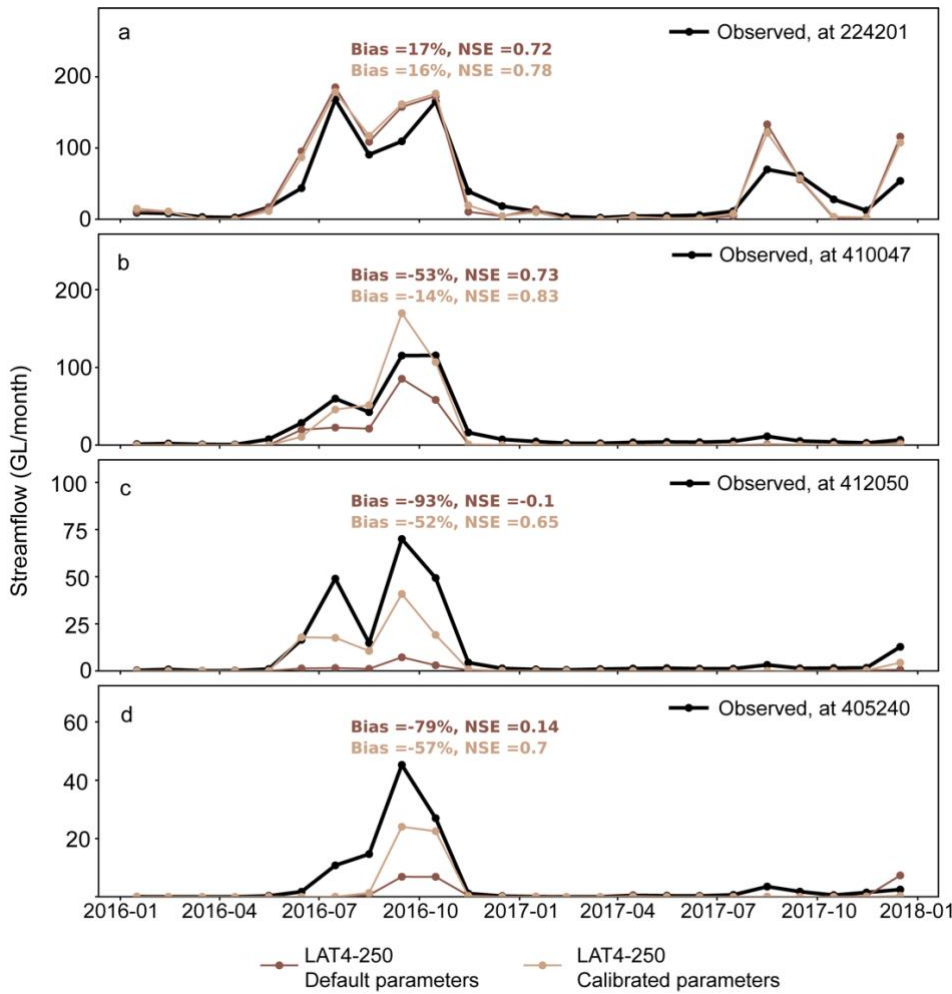 Streamflow (GL/month)
a
Observed, at 224201
Bias =17%, NSE =0.72
Bias =16%, NSE =0.78
200
100
0
b
Observed, at 410047
Bias =-53%, NSE =0.73
Bias =-14%, NSE =0.83
200
100
0
c
Observed, at 412050
Bias =-93%, NSE =-0.1
Bias =-52%, NSE =0.65
100
75
50
25
0
d
Observed, at 405240
Bias =-79%, NSE =0.14
Bias =-57%, NSE =0.7
60
40
20
2016-01 2016-04 2016-07 2016-10 2017-01 2017-04 2017-07 2017-10 2018-01
LAT4-250
Default parameters
LAT4-250
Calibrated parameters